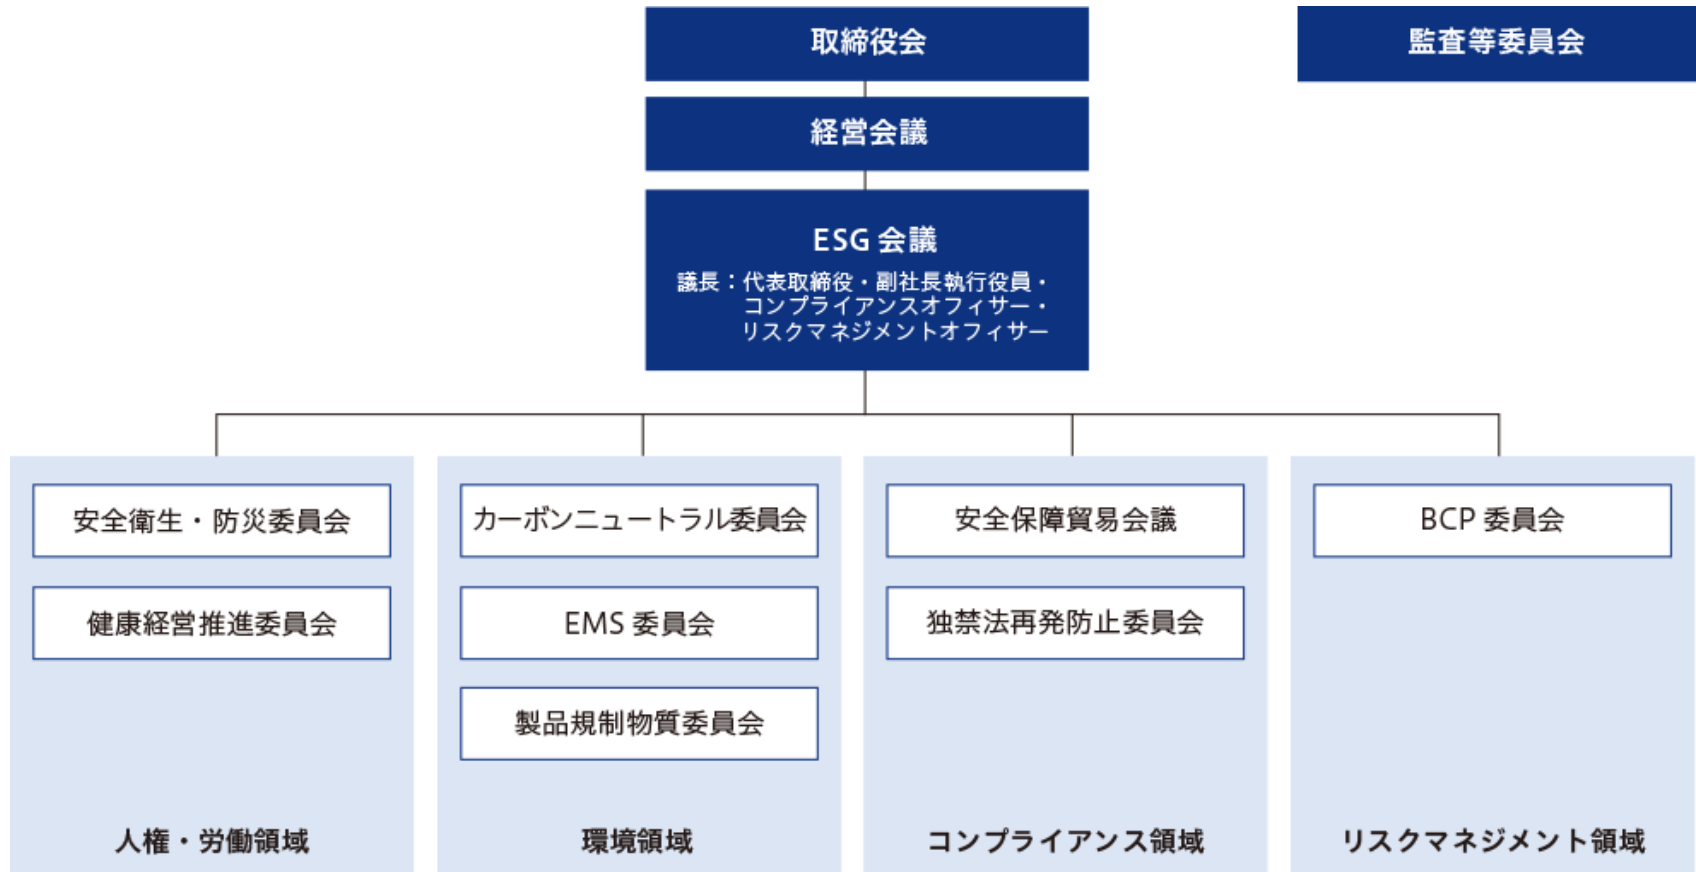 取締役会
監査等委員会
経営会議
ESG 会議
議長：代表取締役・副社長執行役員・
コンプライアンスオフィサー・
リスクマネジメントオフィサー
安全衛生・防災委員会
健康経営推進委員会
人権・労働領域
カーボンニュートラル委員会
EMS 委員会
製品規制物質委員会
環境領域
安全保障貿易会議
独禁法再発防止委員会
コンプライアンス領域
BCP 委員会
リスクマネジメント領域